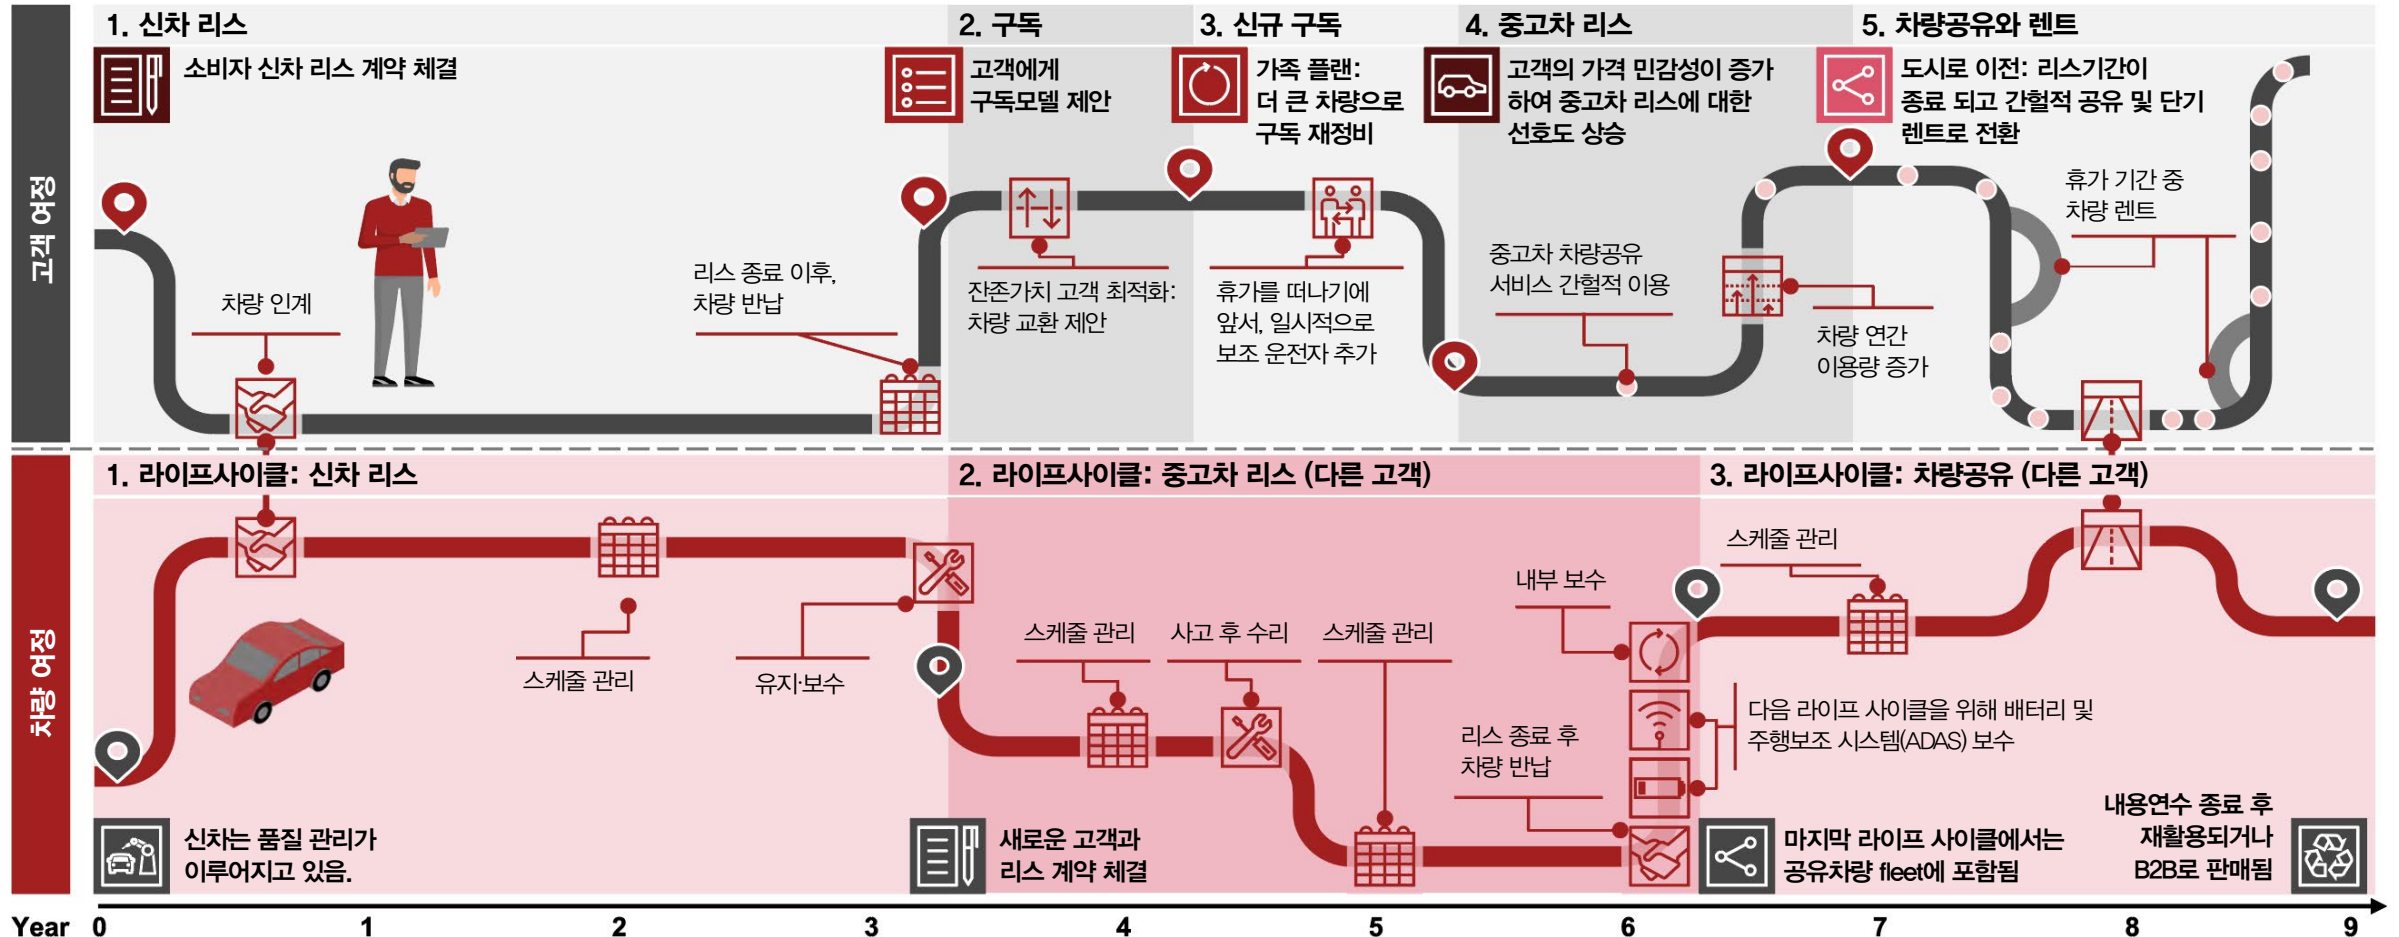 고객 여정
1. 신차 리스
소비자 신차 리스 계약 체결
차량 인계
리스 종료 이후,
차량 반납
2. 구독
고객에게
구독모델 제안
잔존가치 고객 최적화:
차량 교환 제안
3. 신규 구독
가족 플랜:
더 큰 차량으로
구독 재정비
휴가를 떠나기에
앞서, 일시적으로
보조 운전자 추가
4. 중고차 리스
고객의 가격 민감성이 증가
하여 중고차 리스에 대한
선호도 상승
중고차 차량공유
서비스 간헐적 이용
차량 연간
이용량 증가
5. 차량공유와 렌트
도시로 이전: 리스기간이
종료 되고 간헐적 공유 및 단기
렌트로 전환
휴가 기간 중
차량 렌트
차량 여정
1. 라이프사이클: 신차 리스
스케줄 관리
유지·보수
신차는 품질 관리가
이루어지고 있음.
2. 라이프사이클: 중고차 리스 (다른 고객)
스케줄 관리
사고 후 수리
스케줄 관리
내부 보수
리스 종료 후
차량 반납
새로운 고객과
리스 계약 체결
3. 라이프사이클: 차량공유 (다른 고객)
스케줄 관리
다음 라이프 사이클을 위해 배터리 및
주행보조 시스템(ADAS) 보수
마지막 라이프 사이클에서는
공유차량 fleet에 포함됨
내용연수 종료 후
재활용되거나
B2B로 판매됨
Year 0 1 2 3 4 5 6 7 8 9